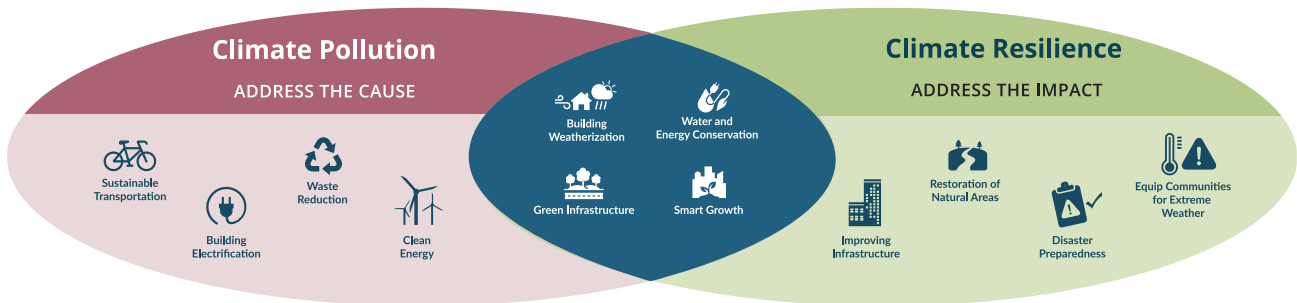 Climate Pollution
ADDRESS THE CAUSE
Sustainable
Transportation
Building
Electrification
Waste
Reduction
Clean
Energy
Building
Weatherization
Water and
Energy Conservation
Green Infrastructure
Smart Growth
Climate Resilience
ADDRESS THE IMPACT
Improving
Infrastructure
Restoration of
Natural Areas
Disaster
Preparedness
Equip Communities
for Extreme
Weather